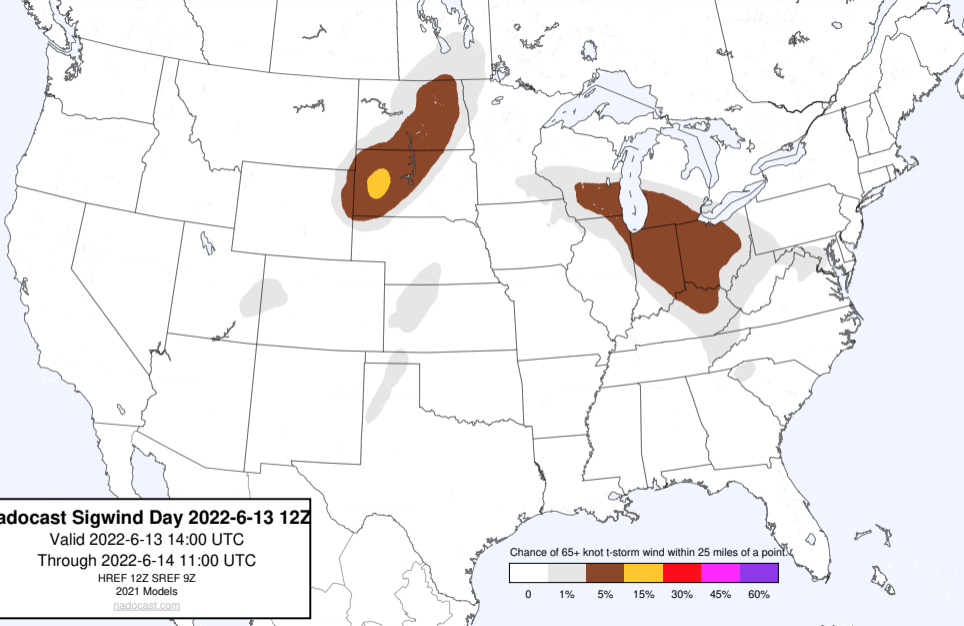 adocast Sigwind Day 2022-6-13 12Z
Valid 2022-6-13 14:00 UTC
Through 2022-6-14 11:00 UTC
HREF 12Z SREF 9Z
2021 Models
nadocast.com
Chance of 65+ knot t-storm wind within 25 miles of a point.
0 1% 5% 15% 30% 45% 60%